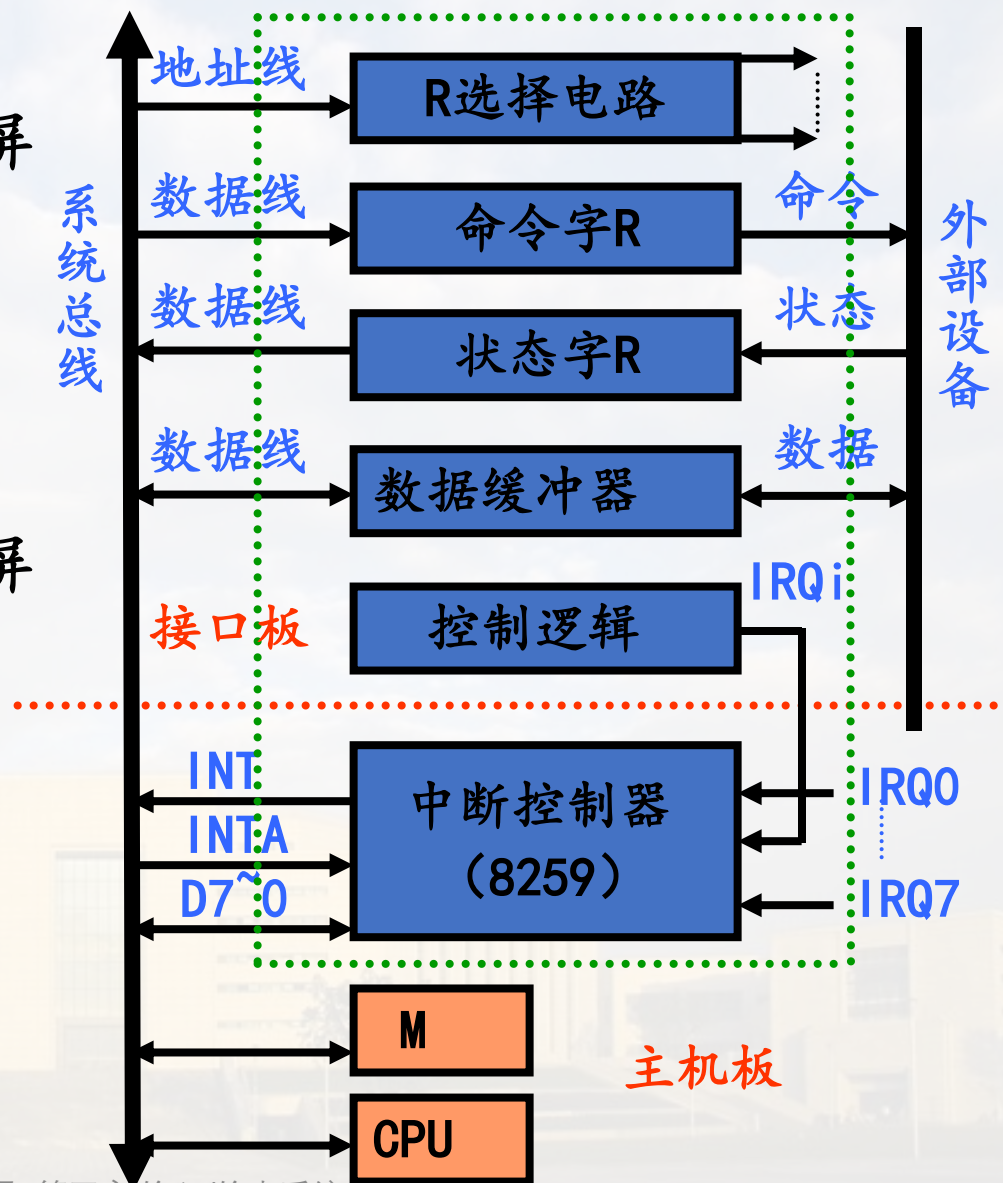 地址线
R选择电路
屏
系统总线
数据线
命令字R
命令
外部设备
数据线
状态字R
状态
数据线
数据缓冲器
数据
屏
接口板
控制逻辑
IRQi
INT
中断控制器
(8259)
IRQ0
INTA
D7~0
IRQ7
M
主机板
CPU